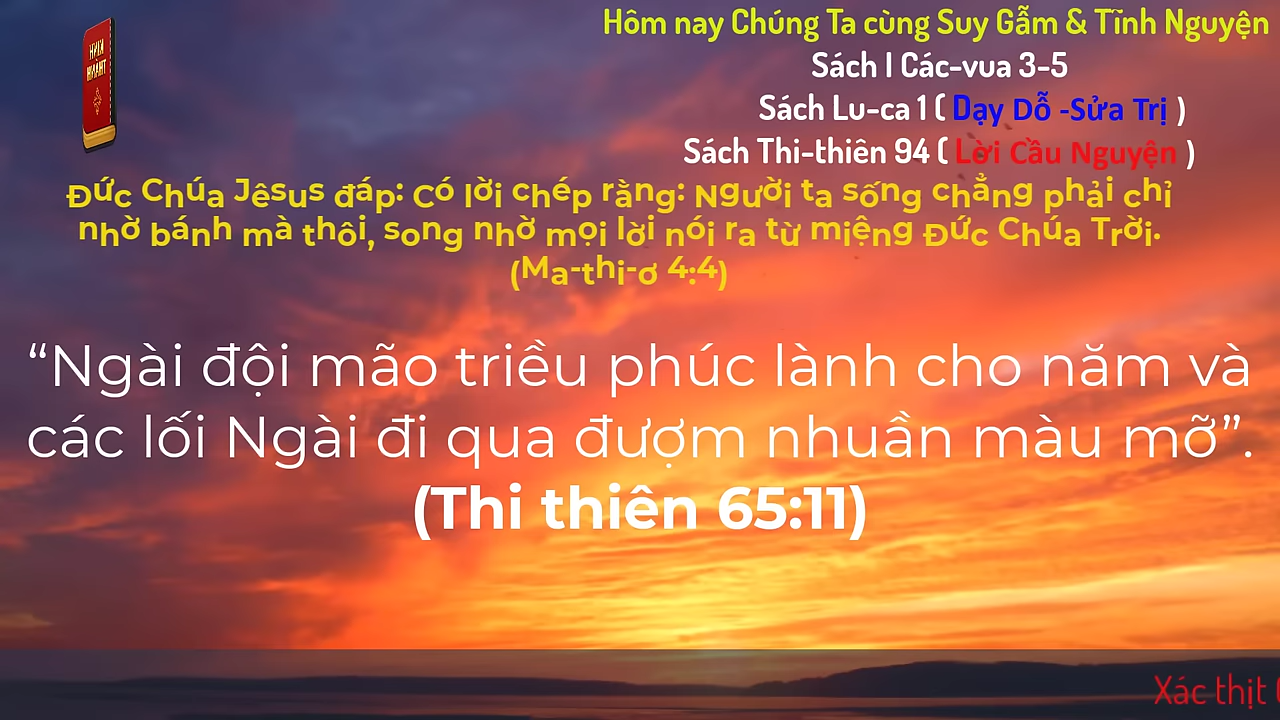 Hôm nay Chúng Ta cùng Suy Gẫm & Tĩnh Nguyện
Sách I Các-vua 3-5
Sách Lu-ca 1 ( Dạy Dỗ -Sửa Trị )
Sách Thi-thiên 94 ( Lời Cầu Nguyện )
KINH
THÁNH
Đức Chúa Jêsus đáp: Có lời chép rằng: Người ta sống chẳng phải chỉ
nhờ bánh mà thôi, song nhờ mọi lời nói ra từ miệng Đức Chúa Trời.
(Ma-thi-ơ 4:4)
“Ngài đội mão triều phúc lành cho năm và
các lối Ngài đi qua đượm nhuần màu mỡ”.
(Thi thiên 65:11)
Xác thịt